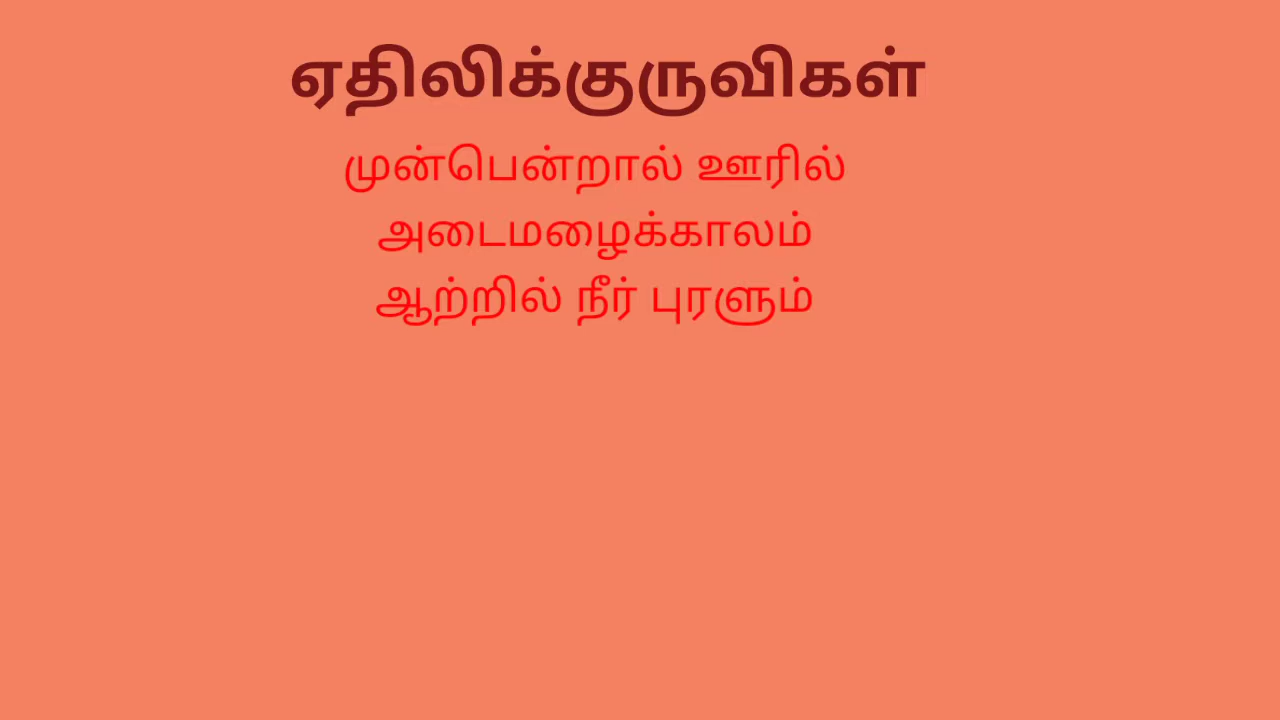 ஏதிலிக்குருவிகள்
முன்பென்றால் ஊரில்
அடைமழைக்காலம்
ஆற்றில் நீர் புரளும்